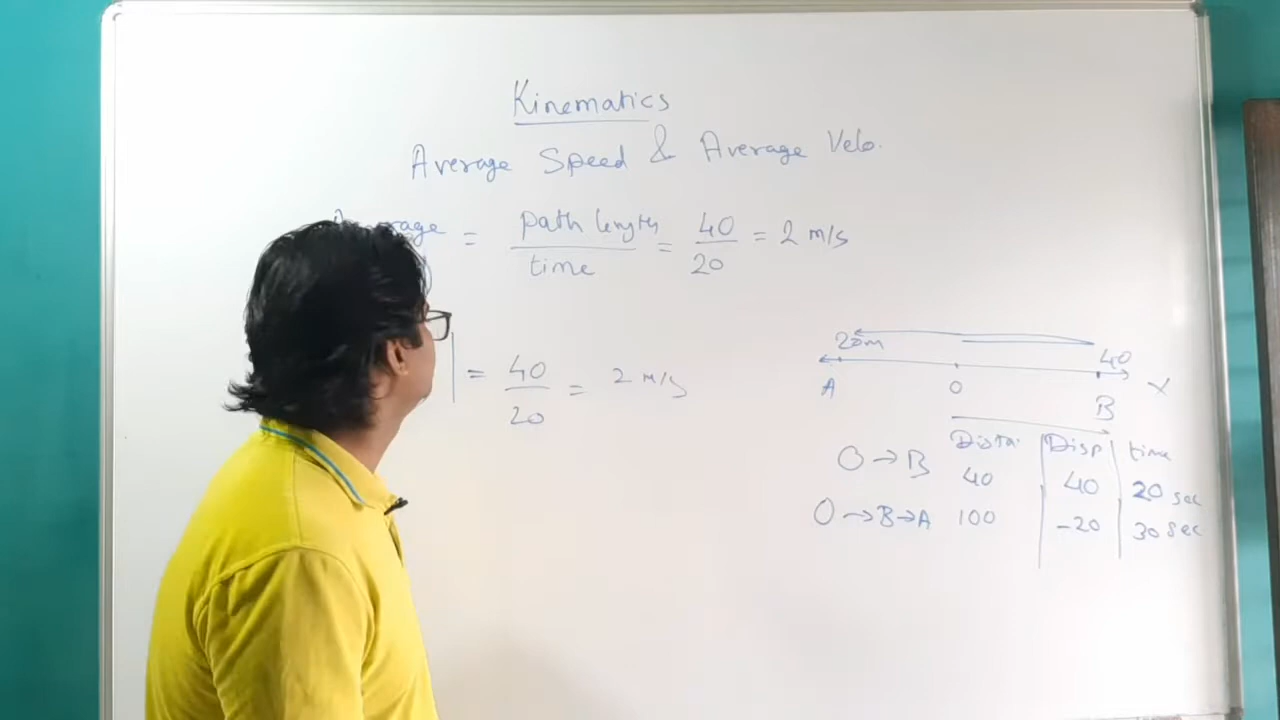 Kinematics
Average Speed & Average Velo.
= path length / time = 40 / 20 = 2 m/s
= 40 / 20 = 2 m/s
20m
40
A O B X
Dista Disp time
O → B 40 40 20 sec
O → B → A 100 -20 30 sec